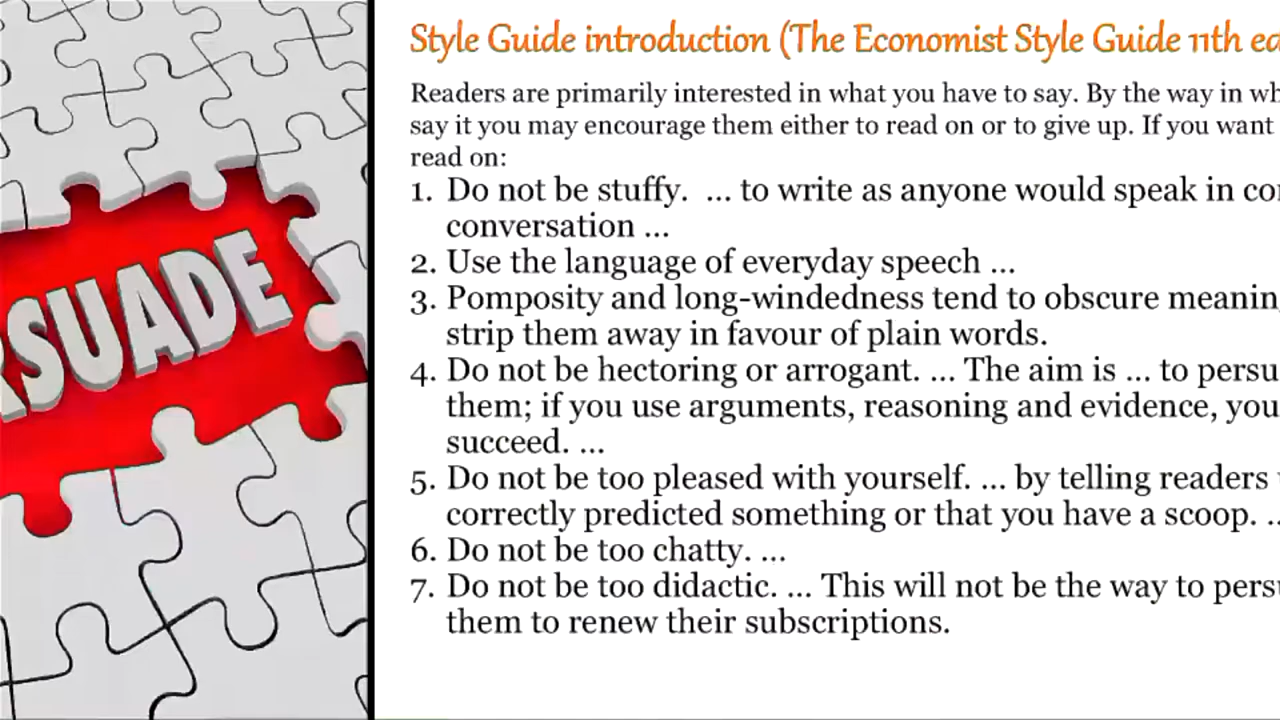 SUADE
Style Guide introduction (The Economist Style Guide 11th
Readers are primarily interested in what you have to say. By the way in
say it you may encourage them either to read on or to give up. If you want
read on:
1. Do not be stuffy. ... to write as anyone would speak in
conversation ...
2. Use the language of everyday speech ...
3. Pomposity and long-windedness tend to obscure
strip them away in favour of plain words.
4. Do not be hectoring or arrogant. ... The aim is ... to
them; if you use arguments, reasoning and evidence, you
succeed. ...
5. Do not be too pleased with yourself. ... by telling readers
correctly predicted something or that you have a scoop. ..
6. Do not be too chatty. ...
7. Do not be too didactic. ... This will not be the way to
them to renew their subscriptions.